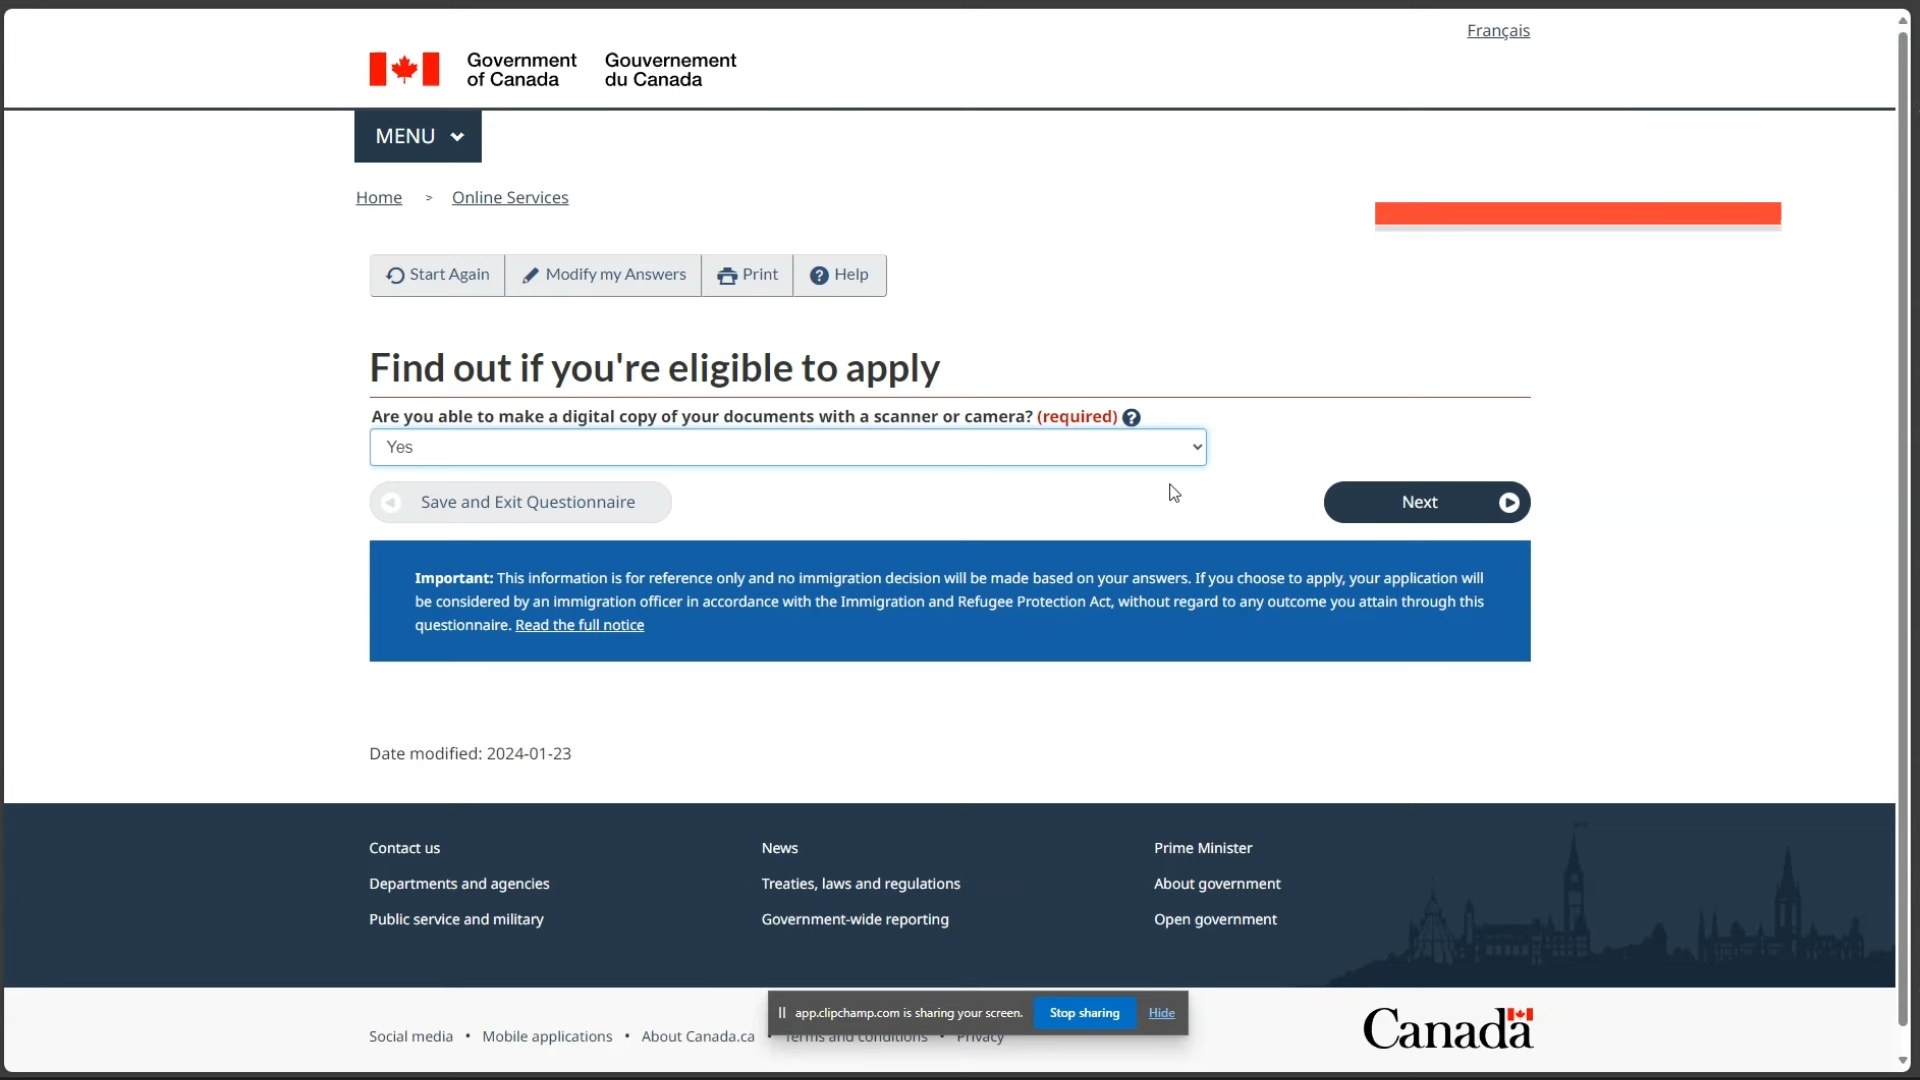 Français
Government
of Canada
Gouvernement
du Canada
MENU
Home > Online Services
Start Again
Modify my Answers
Print
Help
Find out if you're eligible to apply
Are you able to make a digital copy of your documents with a scanner or camera? (required)
Yes
Save and Exit Questionnaire
Next
Important: This information is for reference only and no immigration decision will be made based on your answers. If you choose to apply, your application will
be considered by an immigration officer in accordance with the Immigration and Refugee Protection Act, without regard to any outcome you attain through this
questionnaire. Read the full notice
Date modified: 2024-01-23
Contact us
Departments and agencies
Public service and military
News
Treaties, laws and regulations
Government-wide reporting
Prime Minister
About government
Open government
app.clipchamp.com is sharing your screen.
Stop sharing
Hide
Social media • Mobile applications • About Canada.ca • Terms and conditions • Privacy
Canada